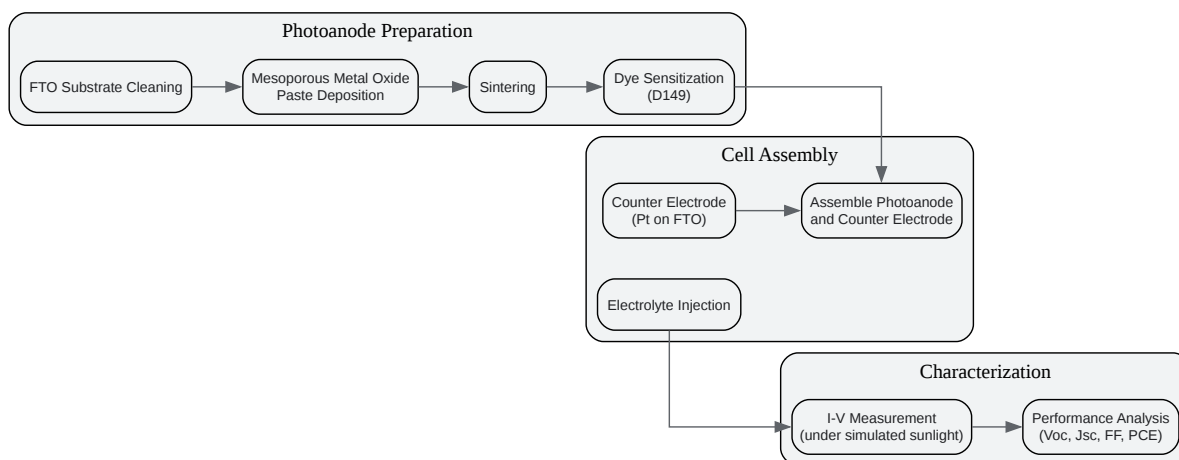 Photoanode Preparation
FTO Substrate Cleaning
Mesoporous Metal Oxide
Paste Deposition
Sintering
Dye Sensitization
(D149)
Cell Assembly
Counter Electrode
(Pt on FTO)
Assemble Photoanode
and Counter Electrode
Electrolyte Injection
Characterization
I-V Measurement
(under simulated sunlight)
Performance Analysis
(Voc, Jsc, FF, PCE)